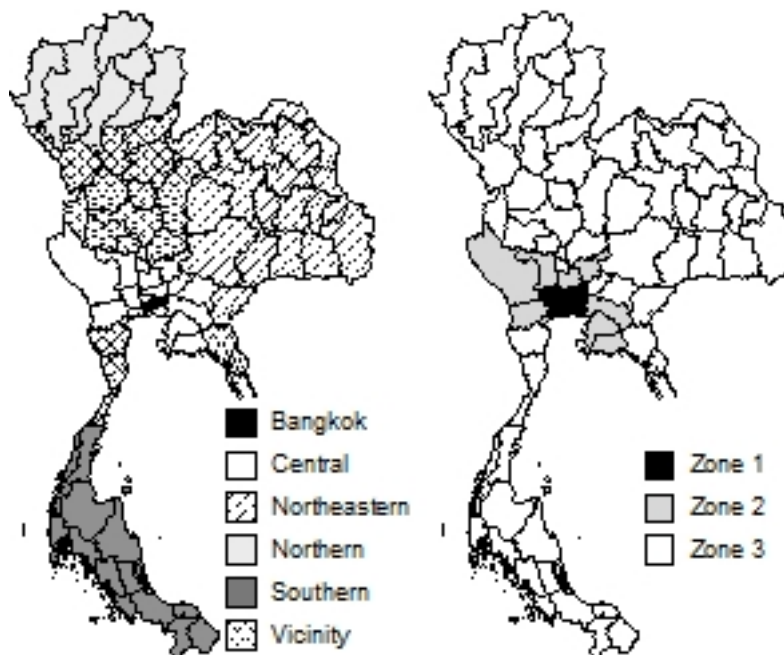 Bangkok
Central
Northeastern
Northern
Southern
Vicinity
Zone 1
Zone 2
Zone 3